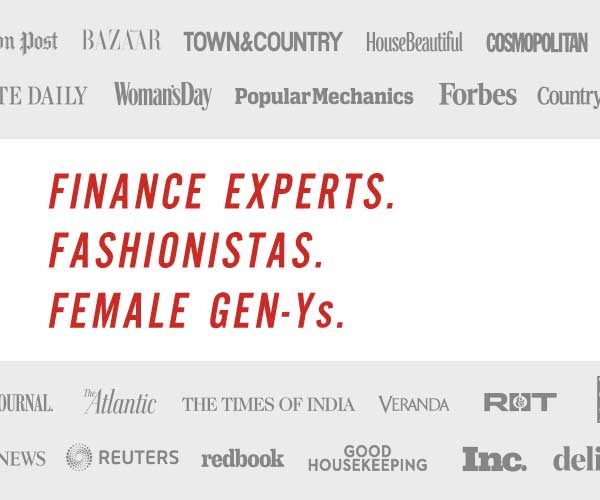 on Post BAZAAR TOWN&COUNTRY HouseBeautiful COSMOPOLITAN
TE DAILY Woman'sDay PopularMechanics Forbes Country
FINANCE EXPERTS.
FASHIONISTAS.
FEMALE GEN-Ys.
OURNAL. The Atlantic THE TIMES OF INDIA VERANDA
NEWS REUTERS redbook GOOD HOUSEKEEPING Inc. deli